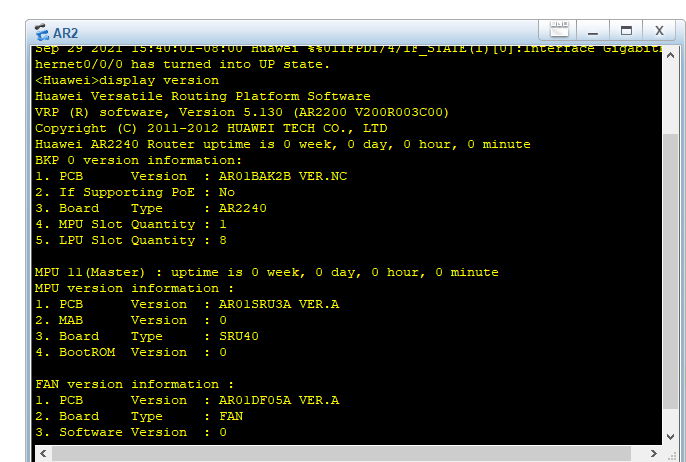 AR2
Sep 29 2021 15:40:01-08:00 Huawei %%01IFPDT/4/IF_STATE(l)[0]:Interface Gigabit
hernet0/0/0 has turned into UP state.
<Huawei>display version
Huawei Versatile Routing Platform Software
VRP (R) software, Version 5.130 (AR2200 V200R003C00)
Copyright (C) 2011-2012 HUAWEI TECH CO., LTD
Huawei AR2240 Router uptime is 0 week, 0 day, 0 hour, 0 minute
BKP 0 version information:
1. PCB      Version  : AR01BAK2B VER.NC
2. If Supporting PoE : No
3. Board    Type     : AR2240
4. MPU Slot Quantity : 1
5. LPU Slot Quantity : 8
MPU 11(Master) : uptime is 0 week, 0 day, 0 hour, 0 minute
MPU version information :
1. PCB      Version  : AR01SRU3A VER.A
2. MAB      Version  : 0
3. Board    Type     : SRU40
4. BootROM  Version  : 0
FAN version information :
1. PCB      Version  : AR01DF05A VER.A
2. Board    Type     : FAN
3. Software Version  : 0